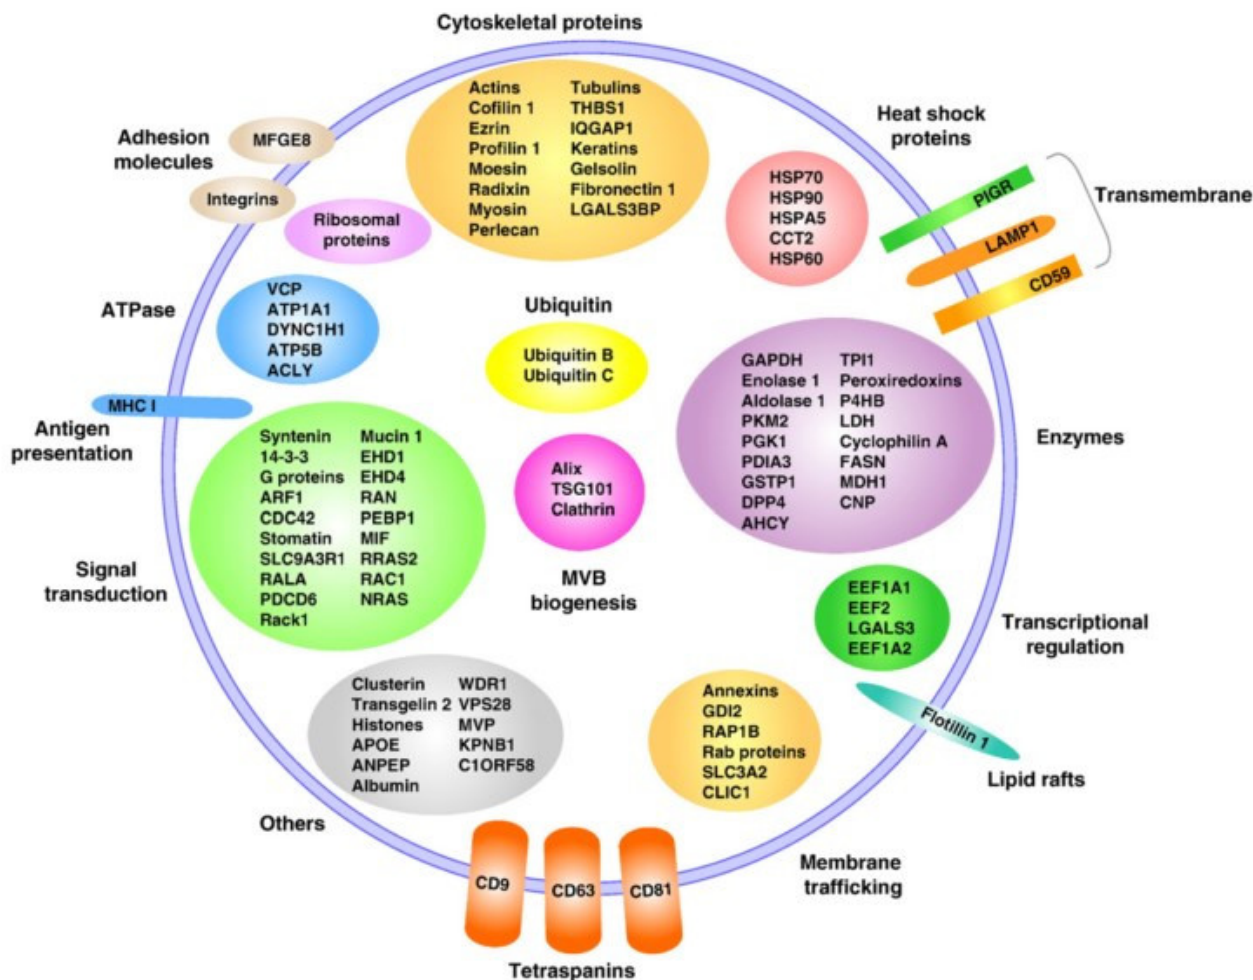 Cytoskeletal proteins
Actins
Cofilin 1
Ezrin
Profilin 1
Moesin
Radixin
Myosin
Perlecan
Tubulins
THBS1
IQGAP1
Keratins
Gelsolin
Fibronectin 1
LGALS3BP
Adhesion
molecules
MFGE8
Integrins
Ribosomal
proteins
Heat shock
proteins
HSP70
HSP90
HSPA5
CCT2
HSP60
PIGR
LAMP1
CD59
Transmembrane
ATPase
VCP
ATP1A1
DYNC1H1
ATP5B
ACLY
Ubiquitin
Ubiquitin B
Ubiquitin C
MHC I
Antigen
presentation
GAPDH
Enolase 1
Aldolase 1
PKM2
PGK1
PDIA3
GSTP1
DPP4
AHCY
TPI1
Peroxiredoxins
P4HB
LDH
Cyclophilin A
FASN
MDH1
CNP
Enzymes
Syntenin
14-3-3
G proteins
ARF1
CDC42
Stomatin
SLC9A3R1
RALA
PDCD6
Rack1
Mucin 1
EHD1
EHD4
RAN
PEBP1
MIF
RRAS2
RAC1
NRAS
Signal
transduction
Alix
TSG101
Clathrin
MVB
biogenesis
EEF1A1
EEF2
LGALS3
EEF1A2
Transcriptional
regulation
Clusterin
Transgelin 2
Histones
APOE
ANPEP
Albumin
WDR1
VPS28
MVP
KPNB1
C1ORF58
Others
Annexins
GDI2
RAP1B
Rab proteins
SLC3A2
CLIC1
Membrane
trafficking
Flotillin 1
Lipid rafts
CD9
CD63
CD81
Tetraspanins